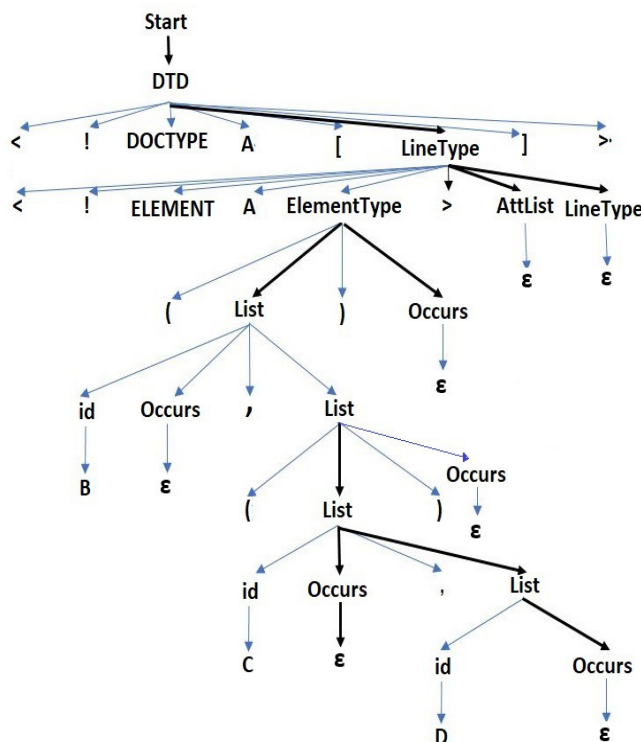 Start
DTD
< ! DOCTYPE A [ LineType ] >
< ! ELEMENT A ElementType > AttList LineType
ε ε
( List ) Occurs
ε
id Occurs , List
B ε
Occurs
( List ) ε
id Occurs , List
C ε id Occurs
D ε